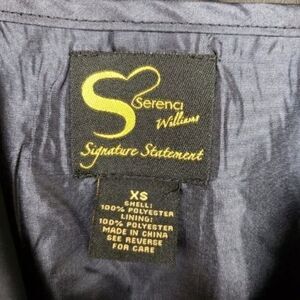 Serena
Williams
Signature Statement
XS
SHELL:
100% POLYESTER
LINING:
100% POLYESTER
MADE IN CHINA
SEE REVERSE
FOR CARE